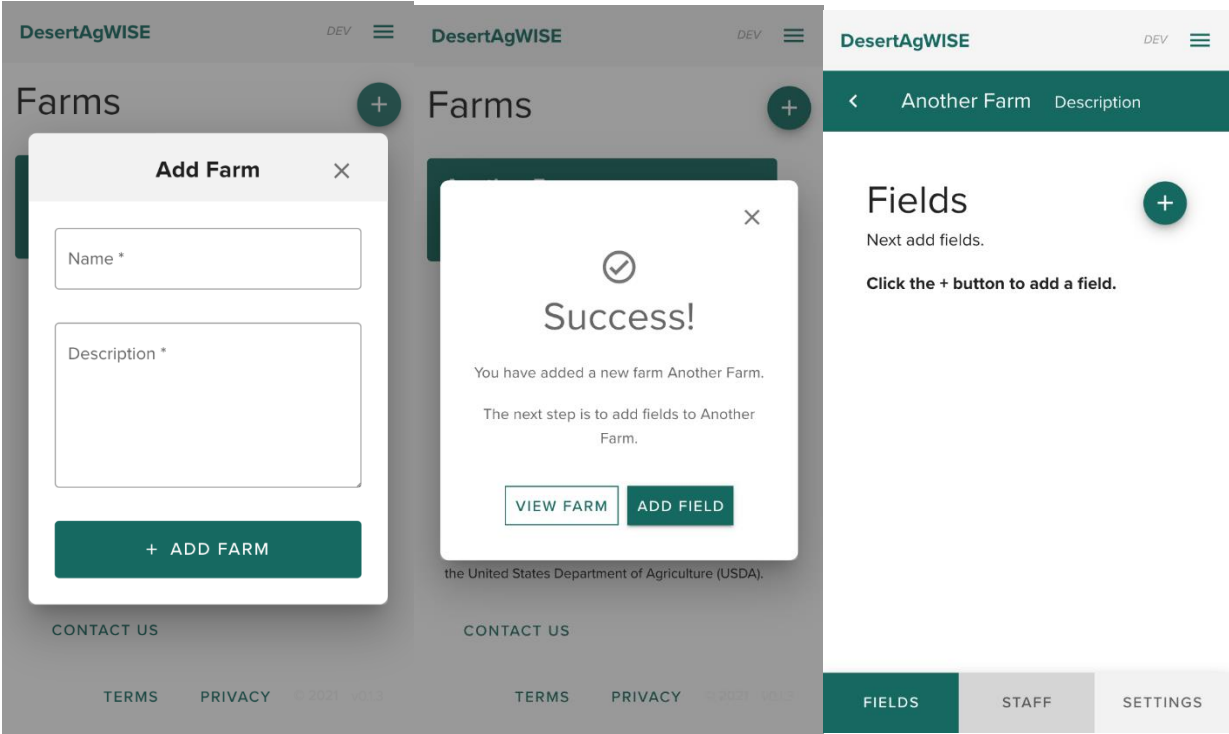 DesertAgWISE DEV
Farms
+
Add Farm
Name *
Description *
+ ADD FARM
CONTACT US
TERMS PRIVACY © 2021
DesertAgWISE DEV
Farms
+
Success!
You have added a new farm Another Farm.
The next step is to add fields to Another
Farm.
VIEW FARM ADD FIELD
the United States Department of Agriculture (USDA).
CONTACT US
TERMS PRIVACY © 2021
DesertAgWISE DEV
Another Farm Description
Fields
+
Next add fields.
Click the + button to add a field.
FIELDS STAFF SETTINGS